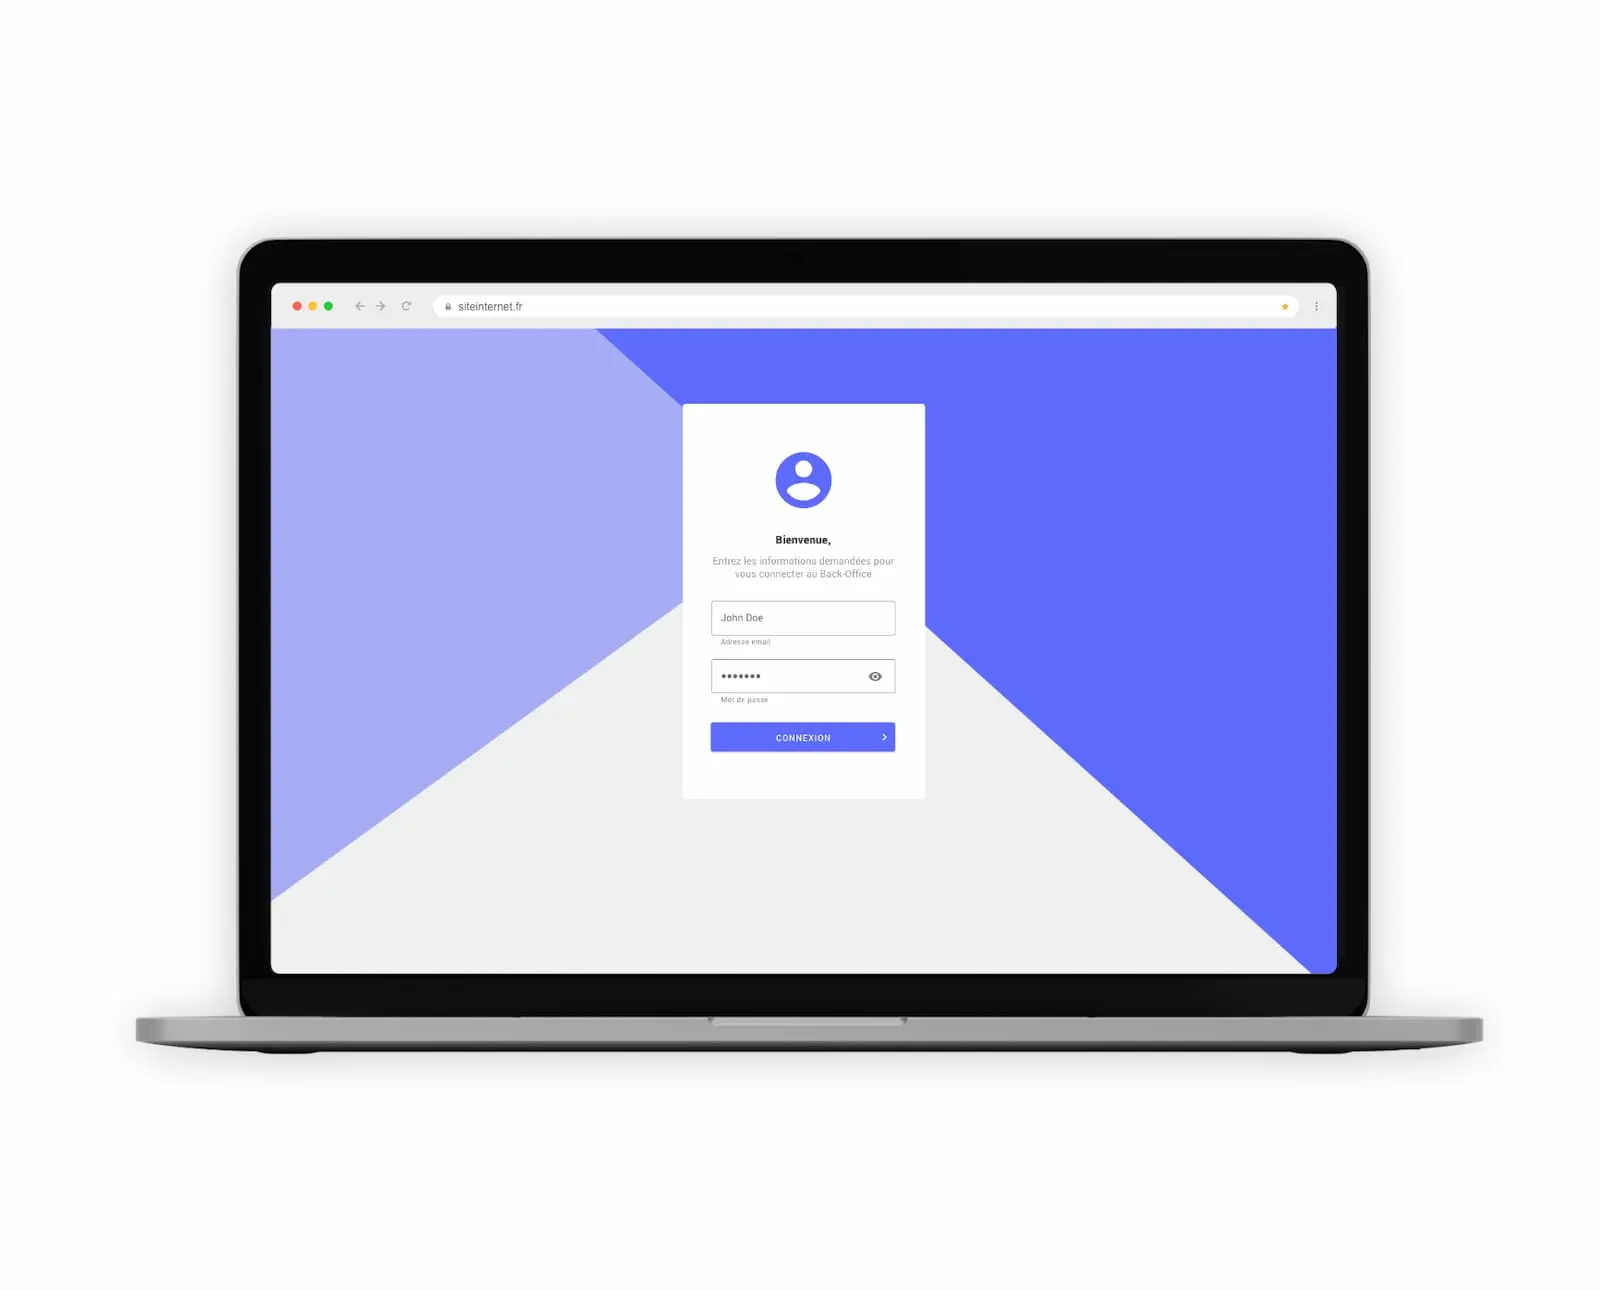 siteinternet.fr
Bienvenue,
Entrez les informations demandées pour
vous connecter au Back-Office
John Doe
Adresse email
•••••••
Mot de passe
CONNEXION